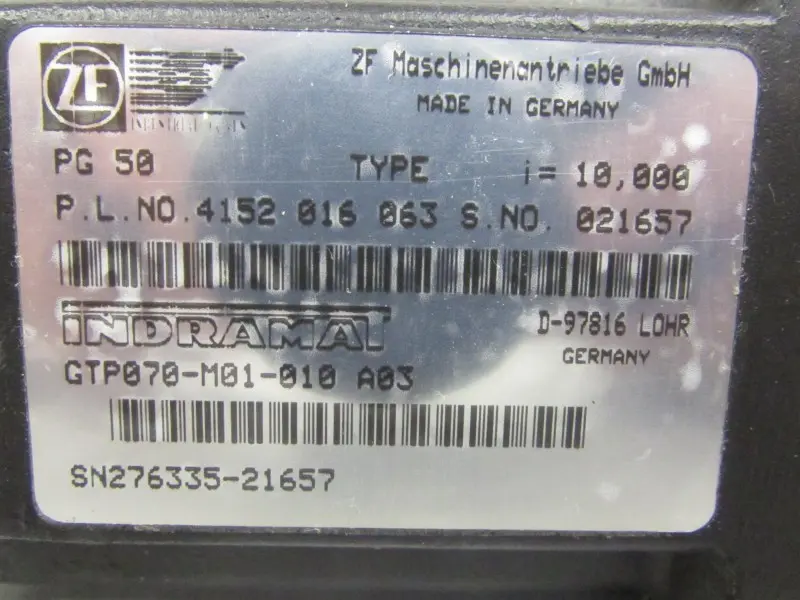 ZF
ZF Maschinenantriebe GmbH
MADE IN GERMANY
PG 50 TYPE i= 10,000
P.L.NO.4152 016 063 S.NO. 021657
INDRAMAT
D-97816 LOHR
GERMANY
GTP070-M01-010 A03
SN276335-21657